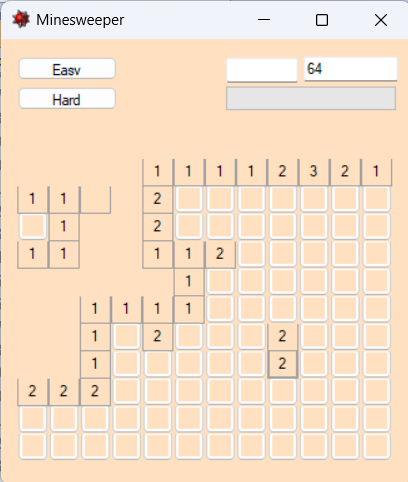 Minesweeper
Easy
64
Hard
1 1 1 1 2 3 2 1
1 1 2
1 2
1 1 1 1 2
1
1 1 1 1
1 2 2
1 2
2 2 2